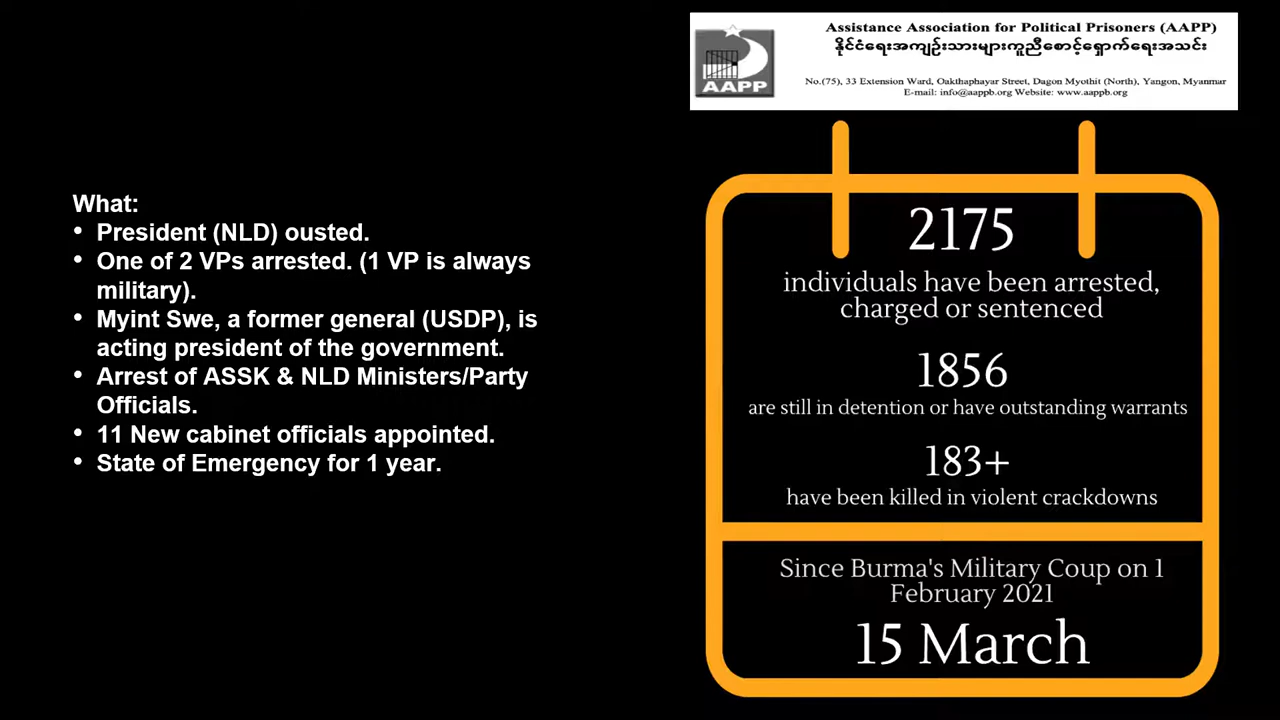 Assistance Association for Political Prisoners (AAPP)
နိုင်ငံရေးအကျဉ်းသားများကူညီစောင့်ရှောက်ရေးအသင်း
No.(75), 33 Extension Ward, Oakthaphayar Street, Dagon Myothit (North), Yangon, Myanmar
E-mail: info@aappb.org Website: www.aappb.org
AAPP
What:
• President (NLD) ousted.
• One of 2 VPs arrested. (1 VP is always
military).
• Myint Swe, a former general (USDP), is
acting president of the government.
• Arrest of ASSK & NLD Ministers/Party
Officials.
• 11 New cabinet officials appointed.
• State of Emergency for 1 year.
2175
individuals have been arrested,
charged or sentenced
1856
are still in detention or have outstanding warrants
183+
have been killed in violent crackdowns
Since Burma's Military Coup on 1
February 2021
15 March